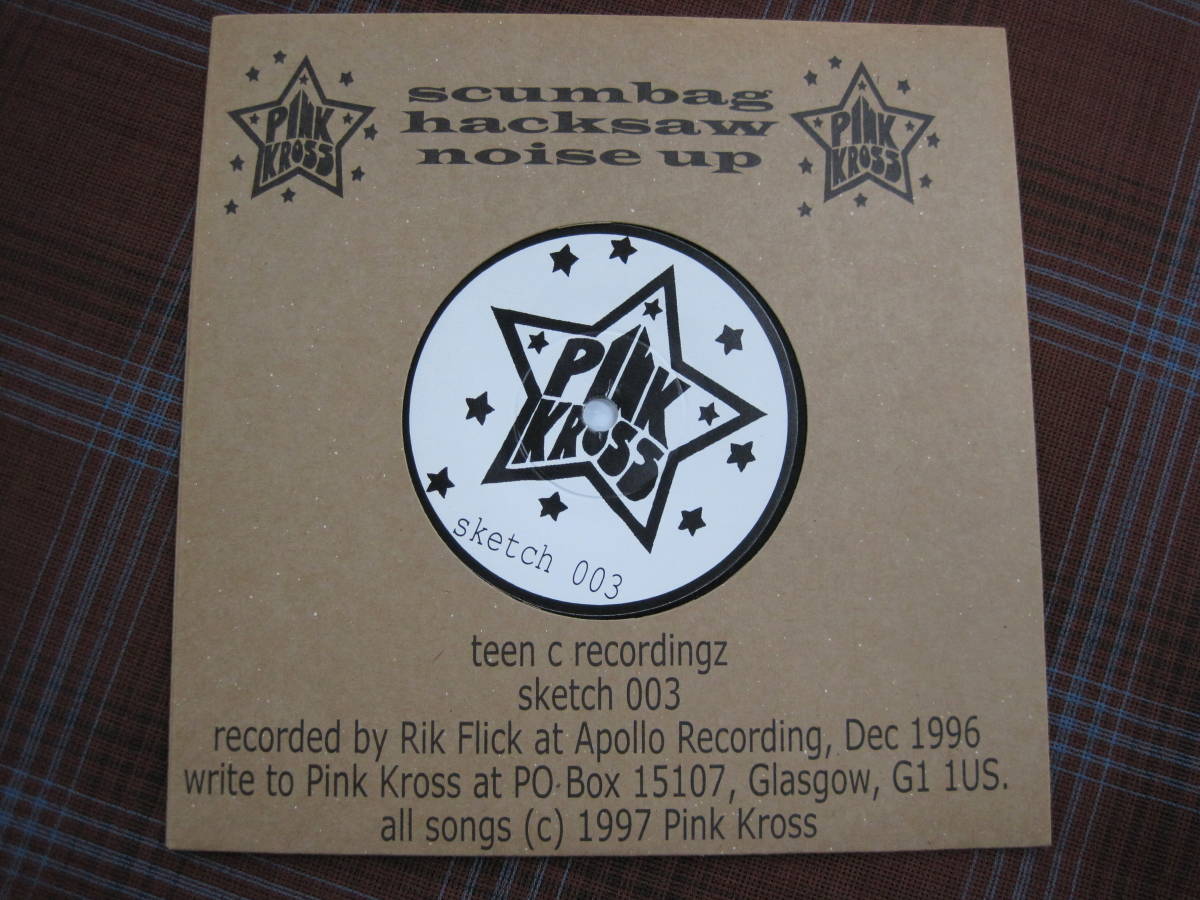 PINK
KROSS
scumbag
hacksaw
noise up
PINK
KROSS
PINK
KROSS
sketch 003
teen c recordingz
sketch 003
recorded by Rik Flick at Apollo Recording, Dec 1996
write to Pink Kross at PO Box 15107, Glasgow, G1 1US.
all songs (c) 1997 Pink Kross